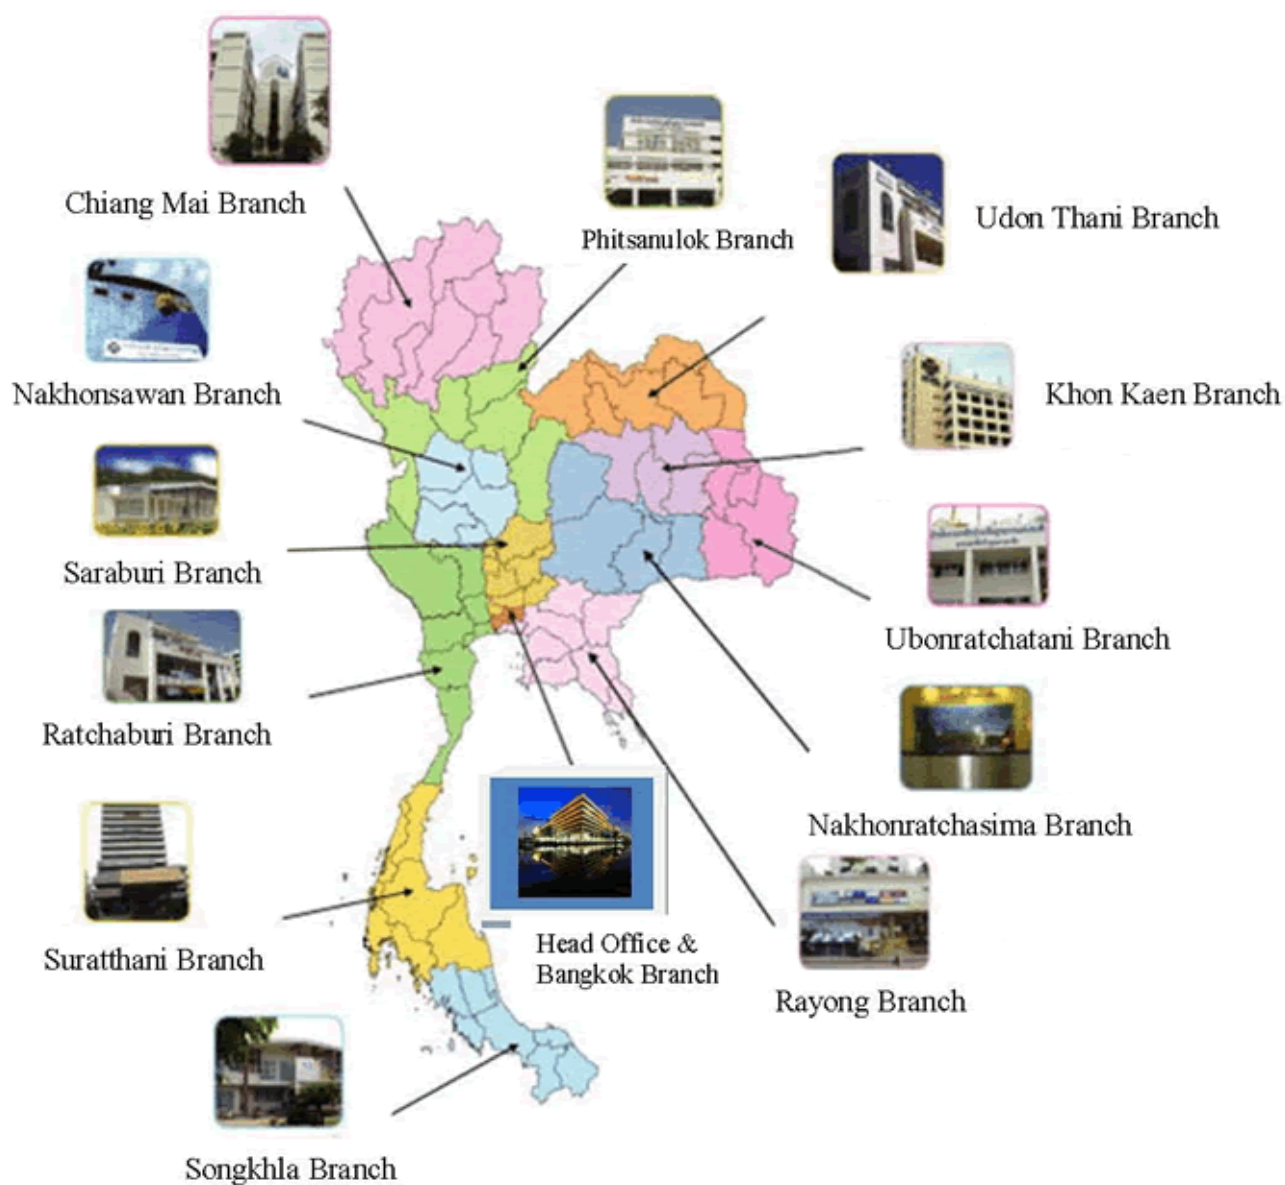 Chiang Mai Branch
Phitsanulok Branch
Udon Thani Branch
Nakhonsawan Branch
Khon Kaen Branch
Saraburi Branch
Ubonratchatani Branch
Ratchaburi Branch
Nakhonratchasima Branch
Suratthani Branch
Head Office &
Bangkok Branch
Rayong Branch
Songkhla Branch